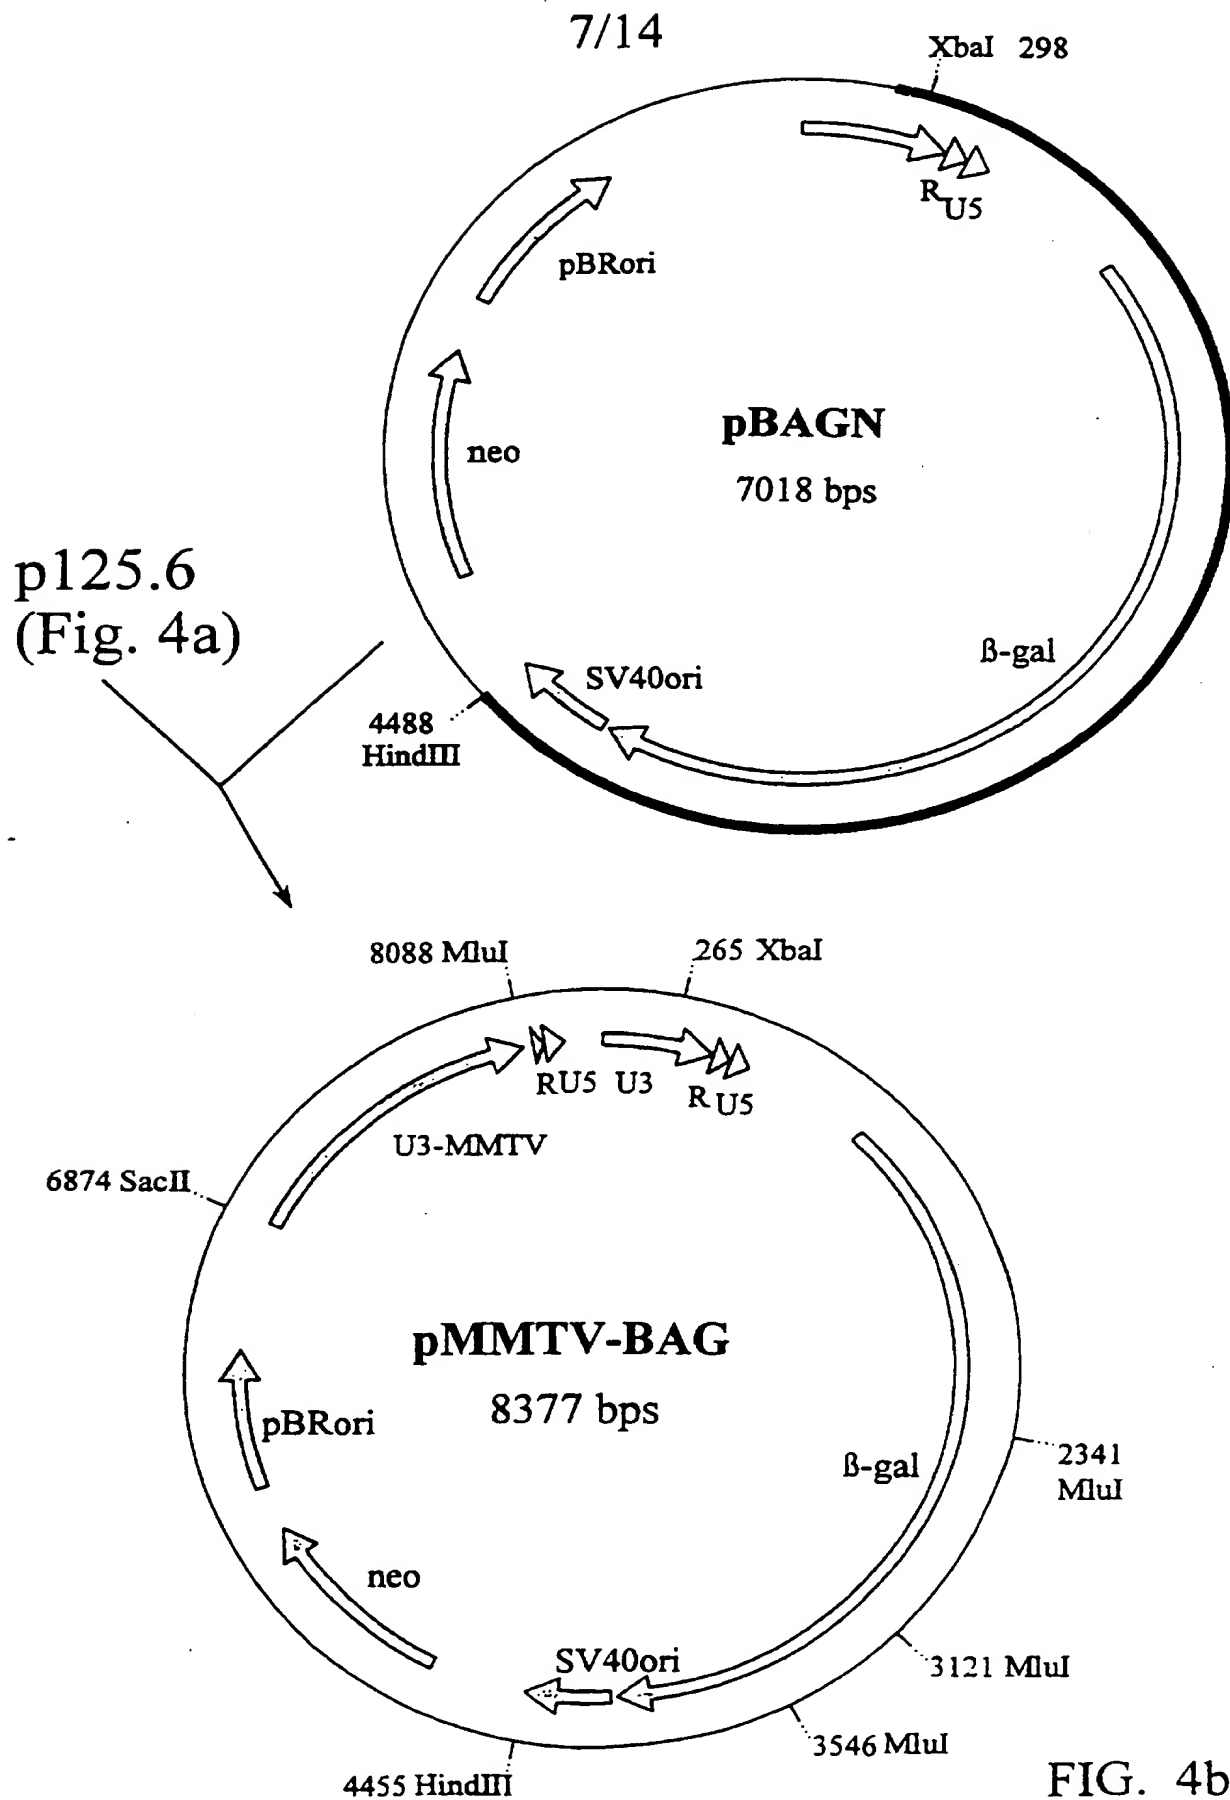 7/14
XbaI 298
R
U5
pBRori
pBAGN
7018 bps
neo
p125.6
(Fig. 4a)
ß-gal
SV40ori
4488
HindIII
8088 MluI
265 XbaI
RU5 U3
R U5
U3-MMTV
6874 SacII
pMMTV-BAG
8377 bps
pBRori
ß-gal
2341
MluI
neo
SV40ori
3121 MluI
3546 MluI
4455 HindIII
FIG. 4b